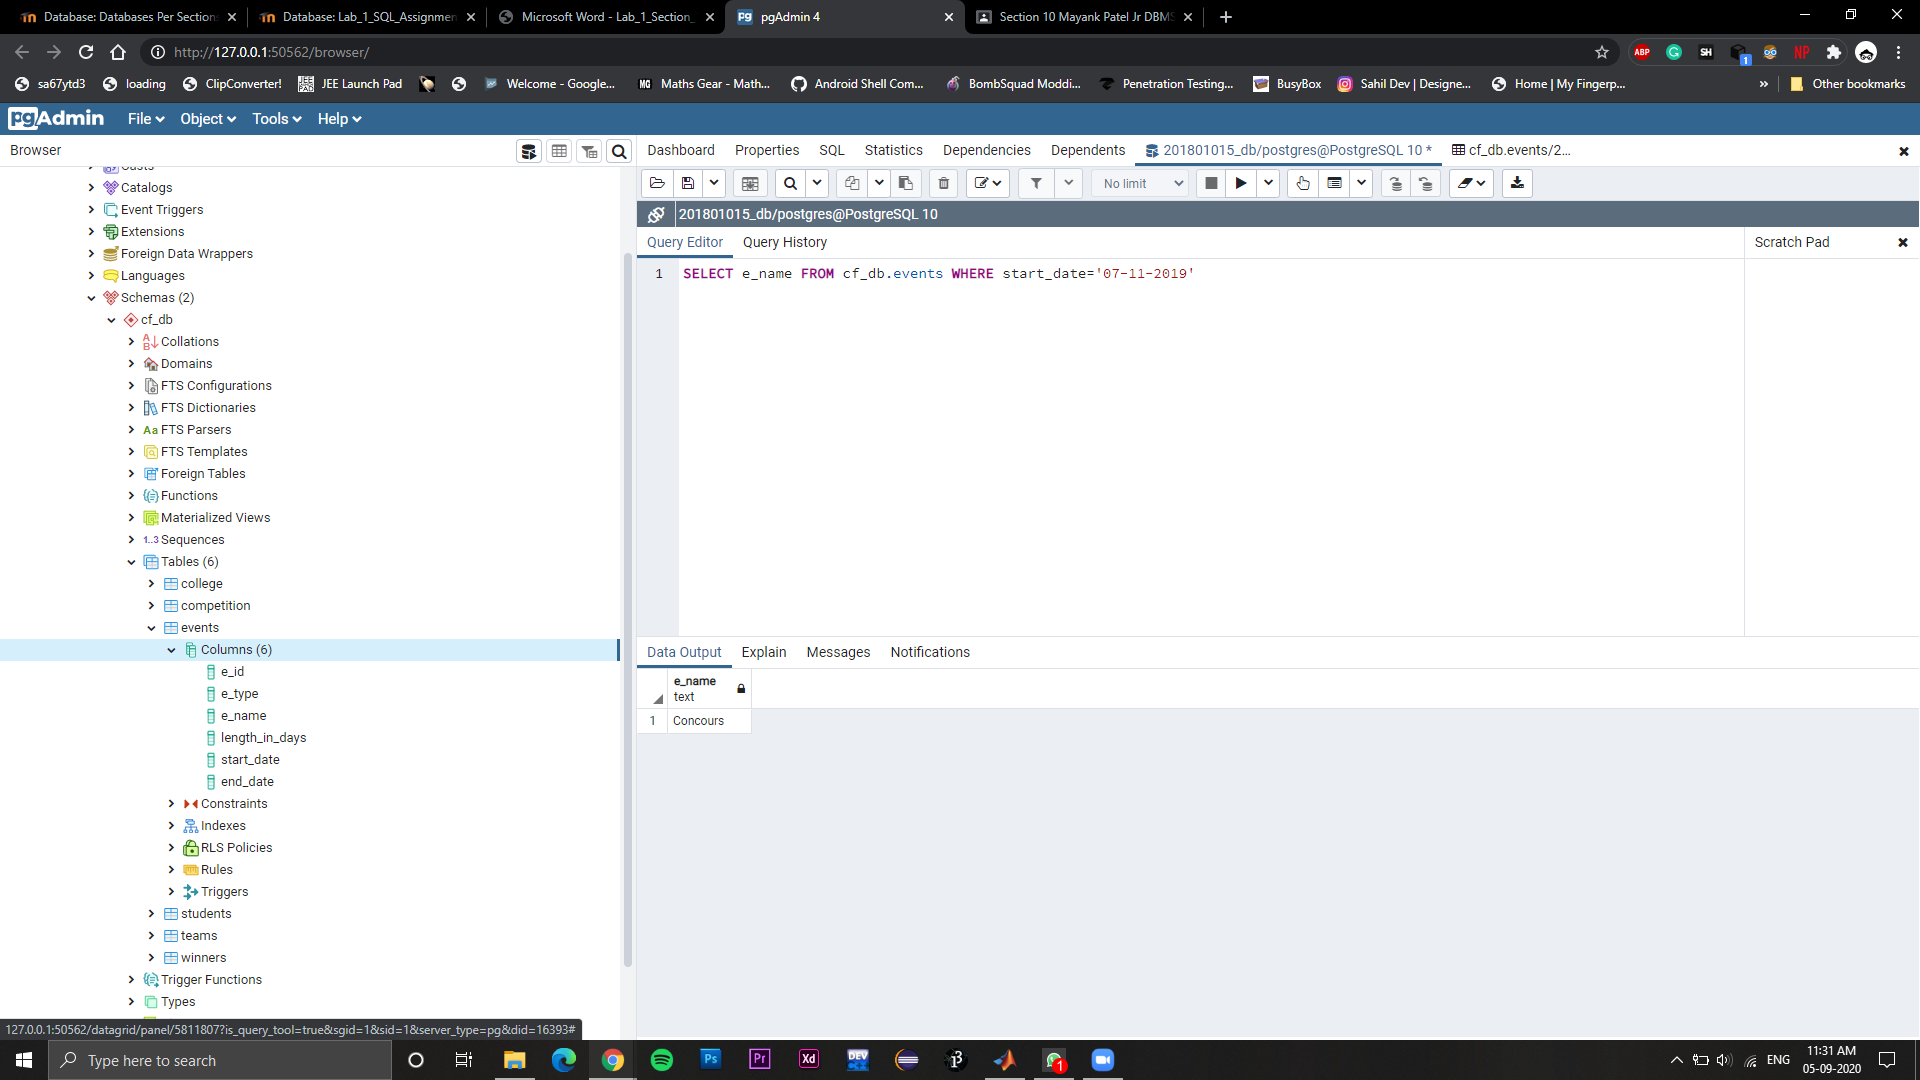 Database: Databases Per Section
Database: Lab_1_SQL_Assignmen
Microsoft Word - Lab_1_Section_
pgAdmin 4
Section 10 Mayank Patel Jr DBMS
http://127.0.0.1:50562/browser/
sa67ytd3
loading
ClipConverter!
JEE Launch Pad
Welcome - Google...
Maths Gear - Math...
Android Shell Com...
BombSquad Moddi...
Penetration Testing...
BusyBox
Sahil Dev | Designe...
Home | My Fingerp...
»
Other bookmarks
pgAdmin
File
Object
Tools
Help
Browser
Dashboard
Properties
SQL
Statistics
Dependencies
Dependents
201801015_db/postgres@PostgreSQL 10 *
cf_db.events/2...
Casts
Catalogs
Event Triggers
Extensions
Foreign Data Wrappers
Languages
Schemas (2)
cf_db
Collations
Domains
FTS Configurations
FTS Dictionaries
Aa FTS Parsers
FTS Templates
Foreign Tables
Functions
Materialized Views
1..3 Sequences
Tables (6)
college
competition
events
Columns (6)
e_id
e_type
e_name
length_in_days
start_date
end_date
Constraints
Indexes
RLS Policies
Rules
Triggers
students
teams
winners
Trigger Functions
Types
No limit
201801015_db/postgres@PostgreSQL 10
Query Editor
Query History
Scratch Pad
1 SELECT e_name FROM cf_db.events WHERE start_date='07-11-2019'
Data Output
Explain
Messages
Notifications
e_name
text
1 Concours
127.0.0.1:50562/datagrid/panel/5811807?is_query_tool=true&sgid=1&sid=1&server_type=pg&did=16393#
Type here to search
ENG
11:31 AM
05-09-2020